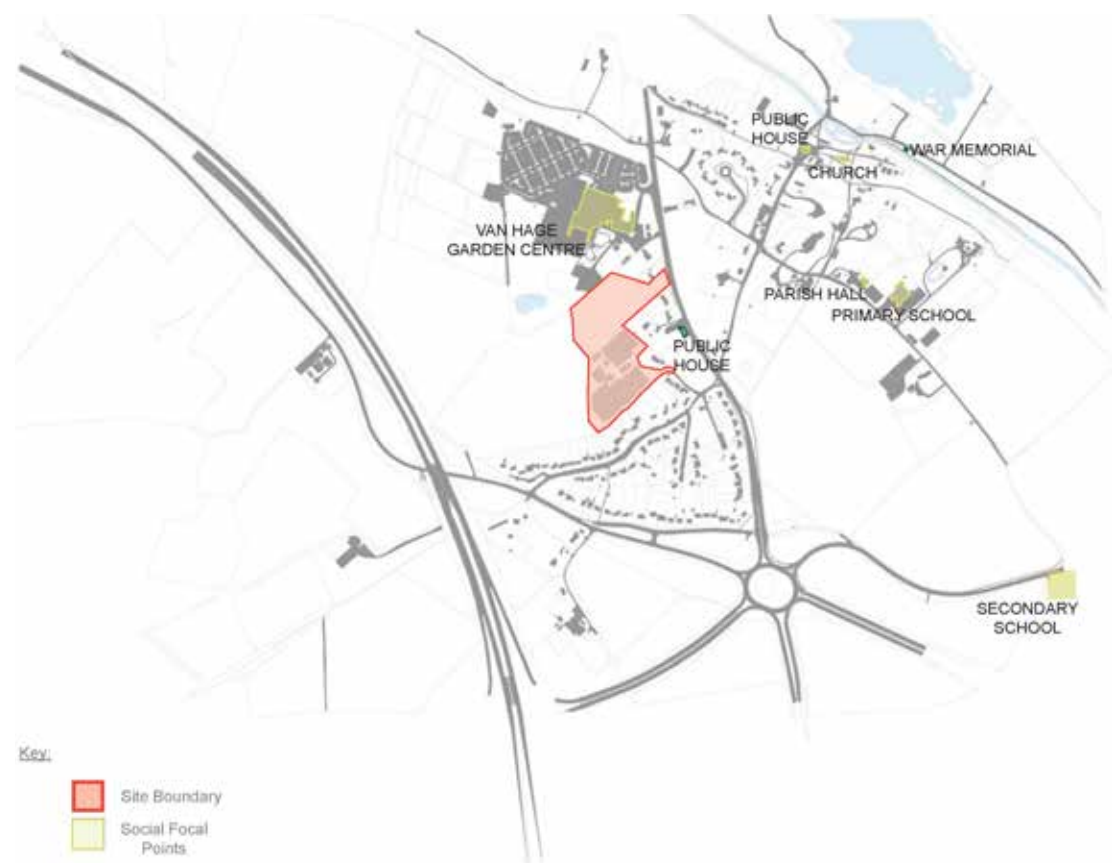 PUBLIC
HOUSE
WAR MEMORIAL
CHURCH
VAN HAGE
GARDEN CENTRE
PARISH HALL
PRIMARY SCHOOL
PUBLIC
HOUSE
SECONDARY
SCHOOL
Key:
Site Boundary
Social Focal
Points